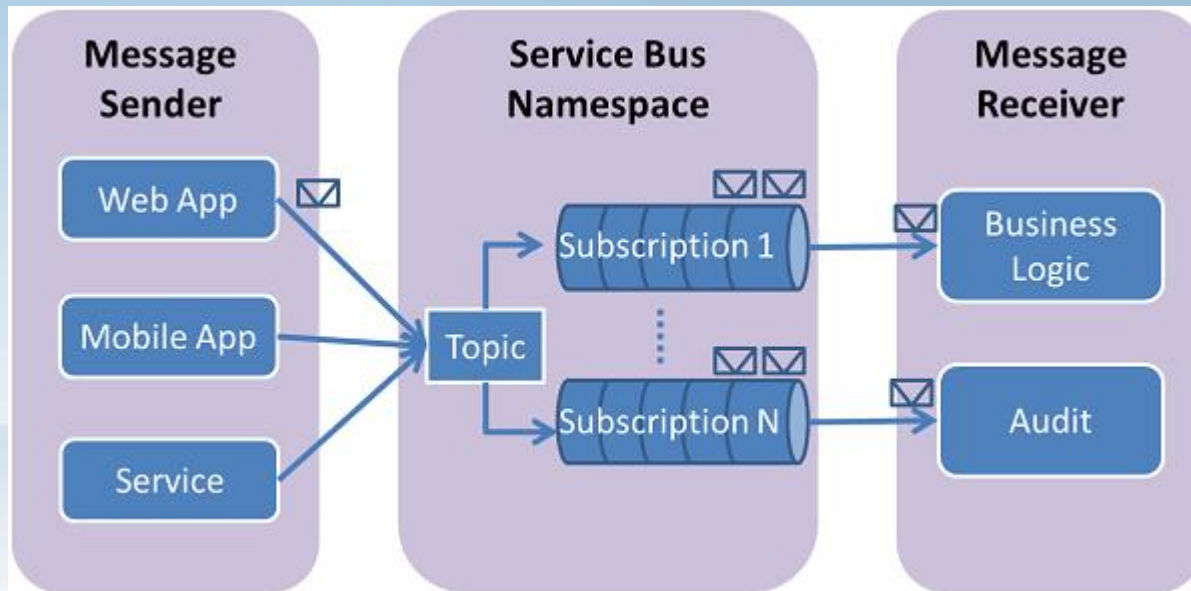 Message
Sender
Web App
Mobile App
Service
Service Bus
Namespace
Topic
Subscription 1
Subscription N
Message
Receiver
Business
Logic
Audit